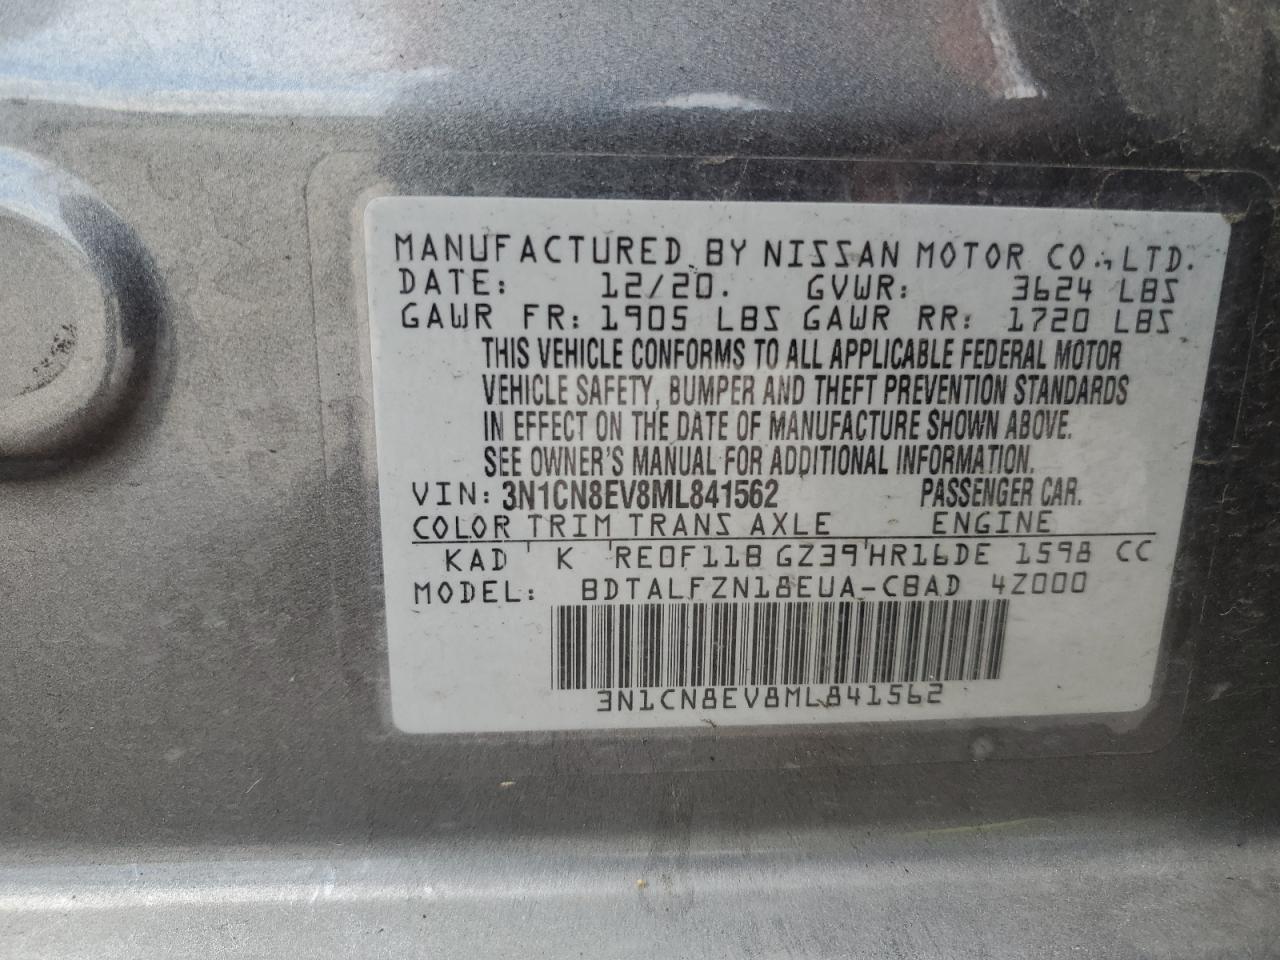 MANUFACTURED BY NISSAN MOTOR CO., LTD.
DATE: 12/20. GVWR: 3624 LBS
GAWR FR: 1905 LBS GAWR RR: 1720 LBS
THIS VEHICLE CONFORMS TO ALL APPLICABLE FEDERAL MOTOR
VEHICLE SAFETY, BUMPER AND THEFT PREVENTION STANDARDS
IN EFFECT ON THE DATE OF MANUFACTURE SHOWN ABOVE.
SEE OWNER'S MANUAL FOR ADDITIONAL INFORMATION.
VIN: 3N1CN8EV8ML841562 PASSENGER CAR.
COLOR TRIM TRANS AXLE ENGINE
KAD K RE0F11B GZ39 HR16DE 1598 CC
MODEL: BDTALFZN18EUA-CBAD 4Z000
3N1CN8EV8ML841562